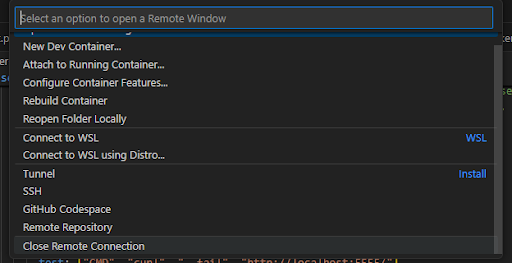 Select an option to open a Remote Window
New Dev Container...
Attach to Running Container...
Configure Container Features...
Rebuild Container
Reopen Folder Locally
Connect to WSL WSL
Connect to WSL using Distro...
Tunnel Install
SSH
GitHub Codespace
Remote Repository
Close Remote Connection